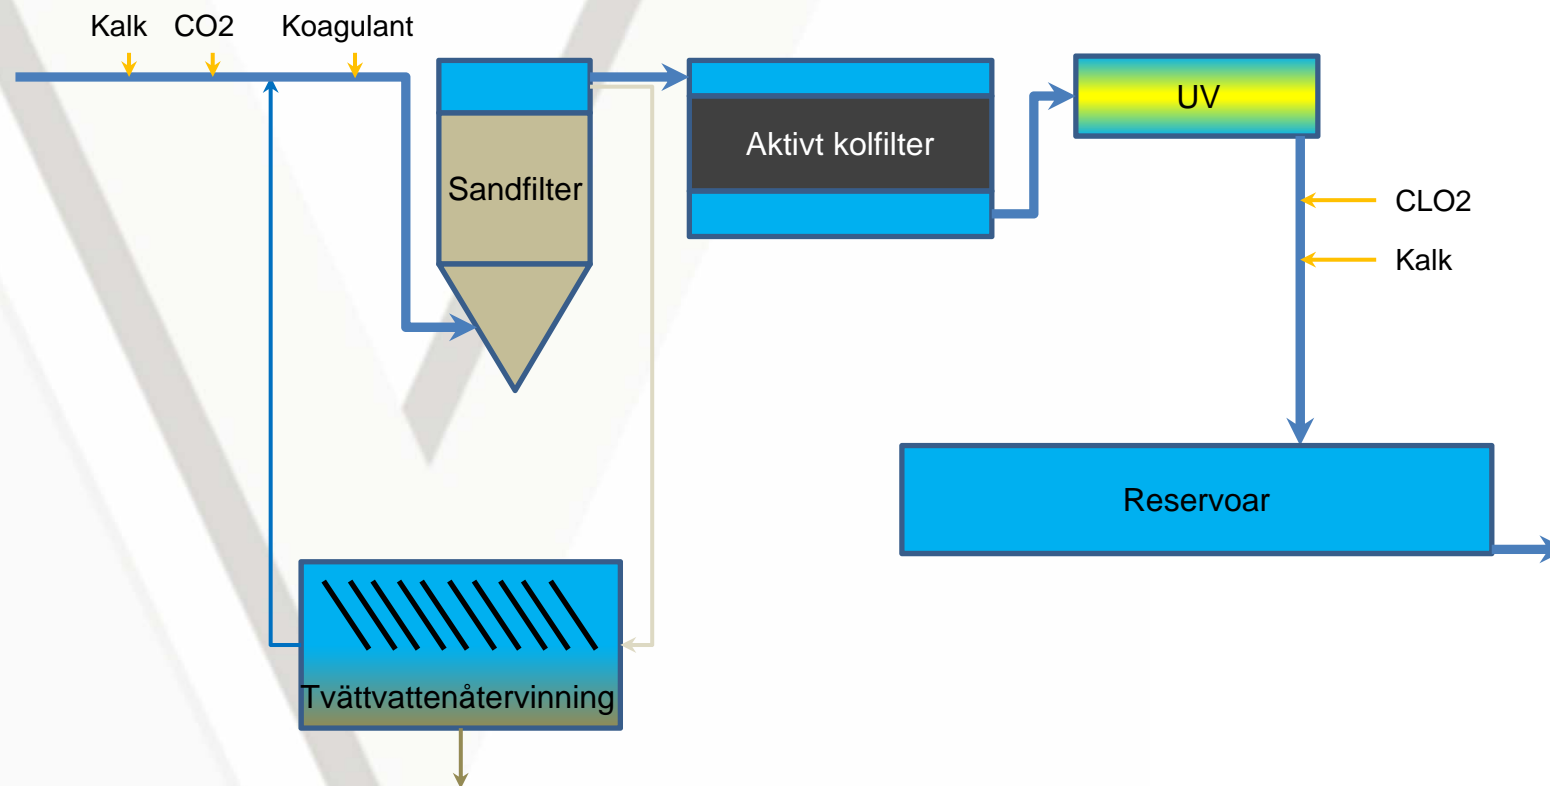 Kalk
CO2
Koagulant
UV
Aktivt kolfilter
Sandfilter
CLO2
Kalk
Reservoar
Tvättvattenåtervinning